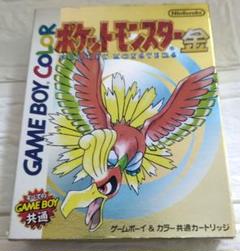 Nintendo
ポケットモンスター 金
POCKET MONSTERS
GAME BOY COLOR
GAME BOY
共通
ゲームボーイ&カラー共通カートリッジ